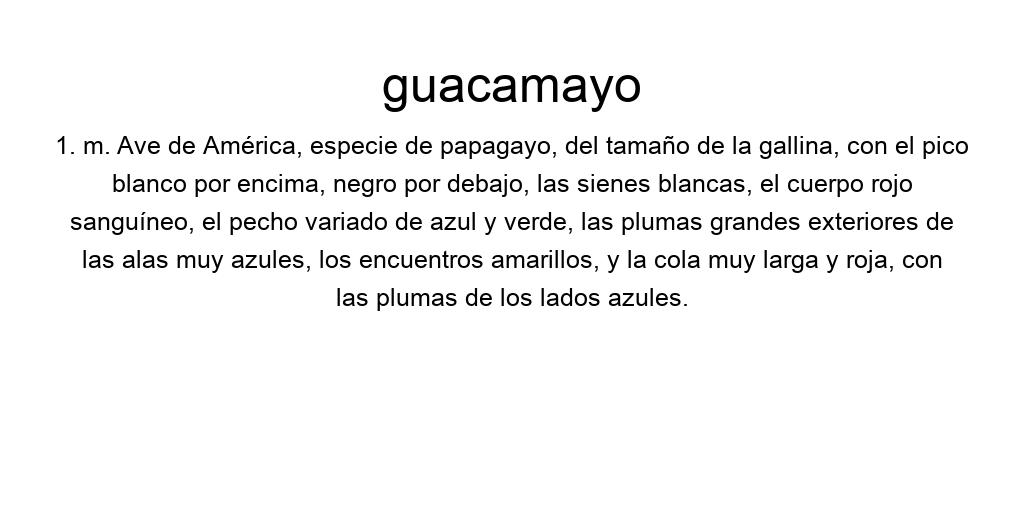 guacamayo
1. m. Ave de América, especie de papagayo, del tamaño de la gallina, con el pico
blanco por encima, negro por debajo, las sienes blancas, el cuerpo rojo
sanguíneo, el pecho variado de azul y verde, las plumas grandes exteriores de
las alas muy azules, los encuentros amarillos, y la cola muy larga y roja, con
las plumas de los lados azules.